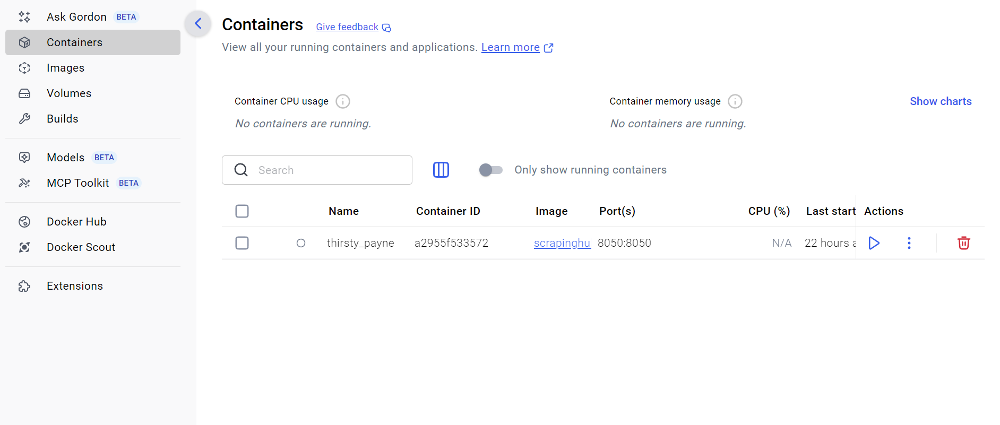 Ask Gordon BETA
Containers
Images
Volumes
Builds
Models BETA
MCP Toolkit BETA
Docker Hub
Docker Scout
Extensions
Containers Give feedback
View all your running containers and applications. Learn more
Container CPU usage
No containers are running.
Container memory usage
No containers are running.
Show charts
Search
Only show running containers
Name Container ID Image Port(s) CPU (%) Last start Actions
thirsty_payne a2955f533572 scrapinghu 8050:8050 N/A 22 hours a